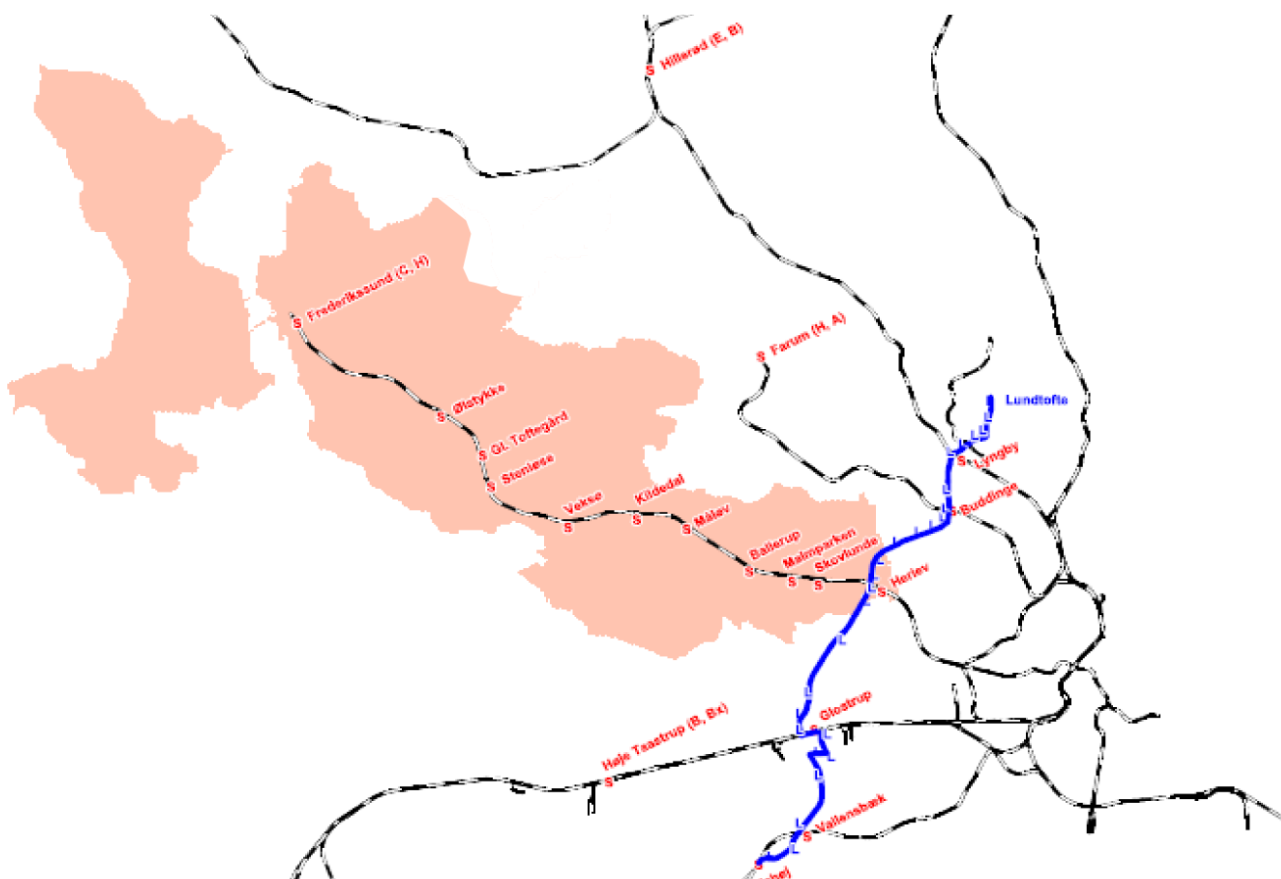 Hillerød (E, B)
S
Frederikssund (C, H)
S
Farum (H, A)
S
Lundtofte
Ølstykke
S
Gl. Toftegård
S
Stenløse
S
Lyngby
S
Veksø
S
Kildedal
S
Måløv
S
Buddinge
S
Ballerup
S
Malmparken
S
Skovlunde
S
Herlev
S
Glostrup
S
Høje Taastrup (B, Bx)
S
Vallensbæk
S
S